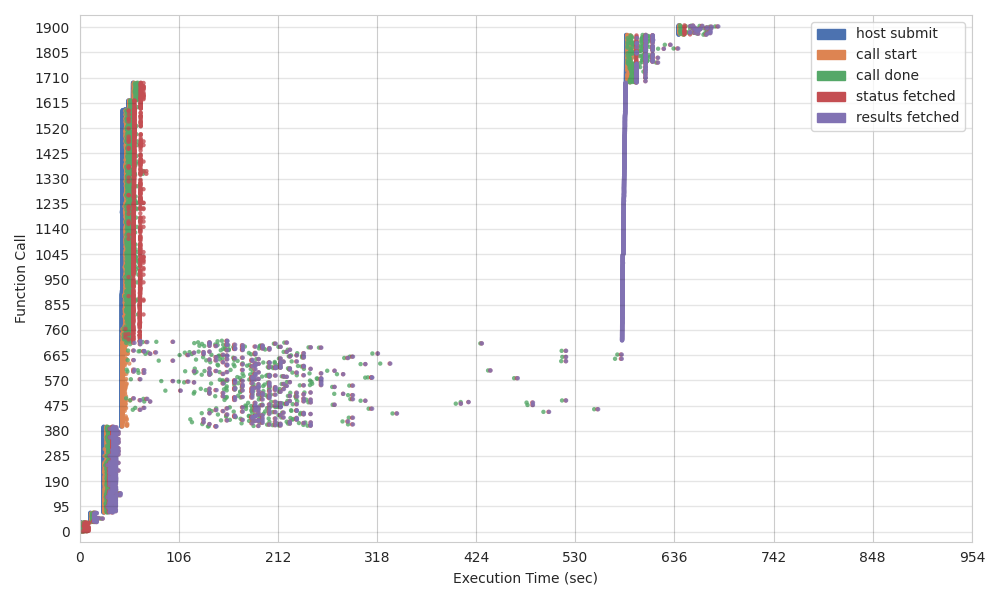 host submit
call start
call done
status fetched
results fetched
Function Call
1900
1805
1710
1615
1520
1425
1330
1235
1140
1045
950
855
760
665
570
475
380
285
190
95
0
0 106 212 318 424 530 636 742 848 954
Execution Time (sec)